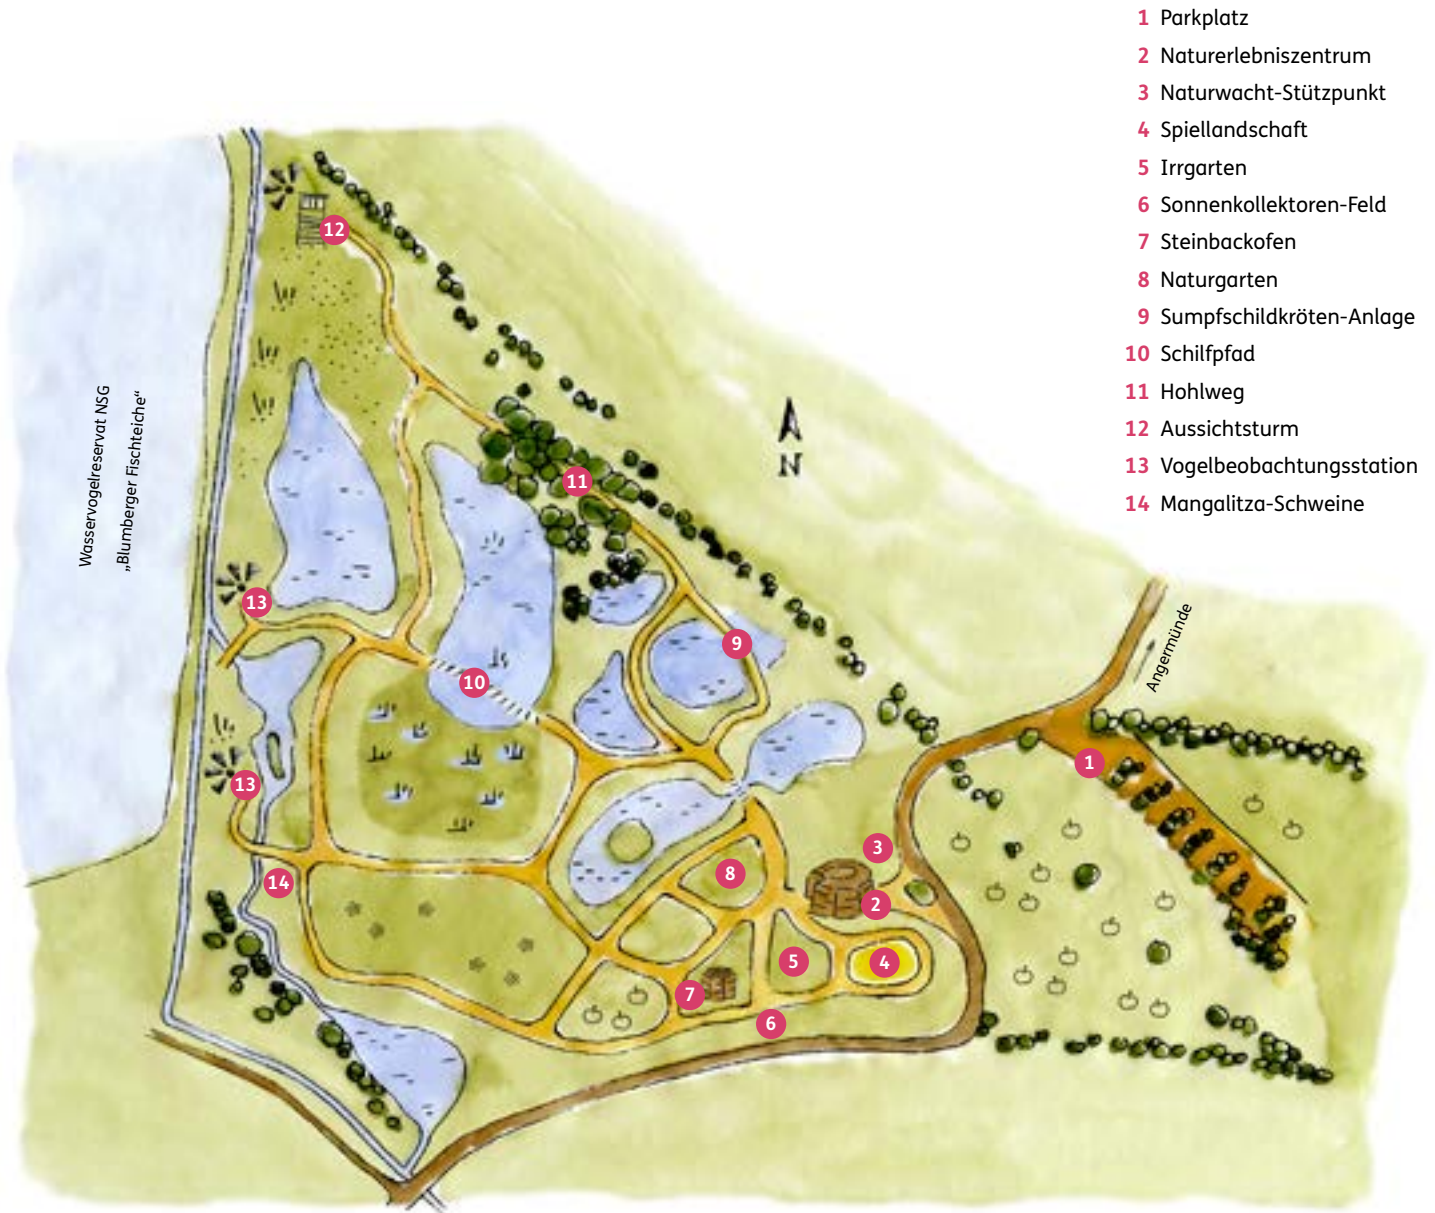 1 Parkplatz
2 Naturerlebniszentrum
3 Naturwacht-Stützpunkt
4 Spiellandschaft
5 Irrgarten
6 Sonnenkollektoren-Feld
7 Steinbackofen
8 Naturgarten
9 Sumpfschildkröten-Anlage
10 Schilfpfad
11 Hohlweg
12 Aussichtsturm
13 Vogelbeobachtungsstation
14 Mangalitza-Schweine
12
Wasservogelreservat NSG
„Blumberger Fischteiche“
N
11
13
9
10
Angermünde
1
13
3
8
14
2
5
4
7
6